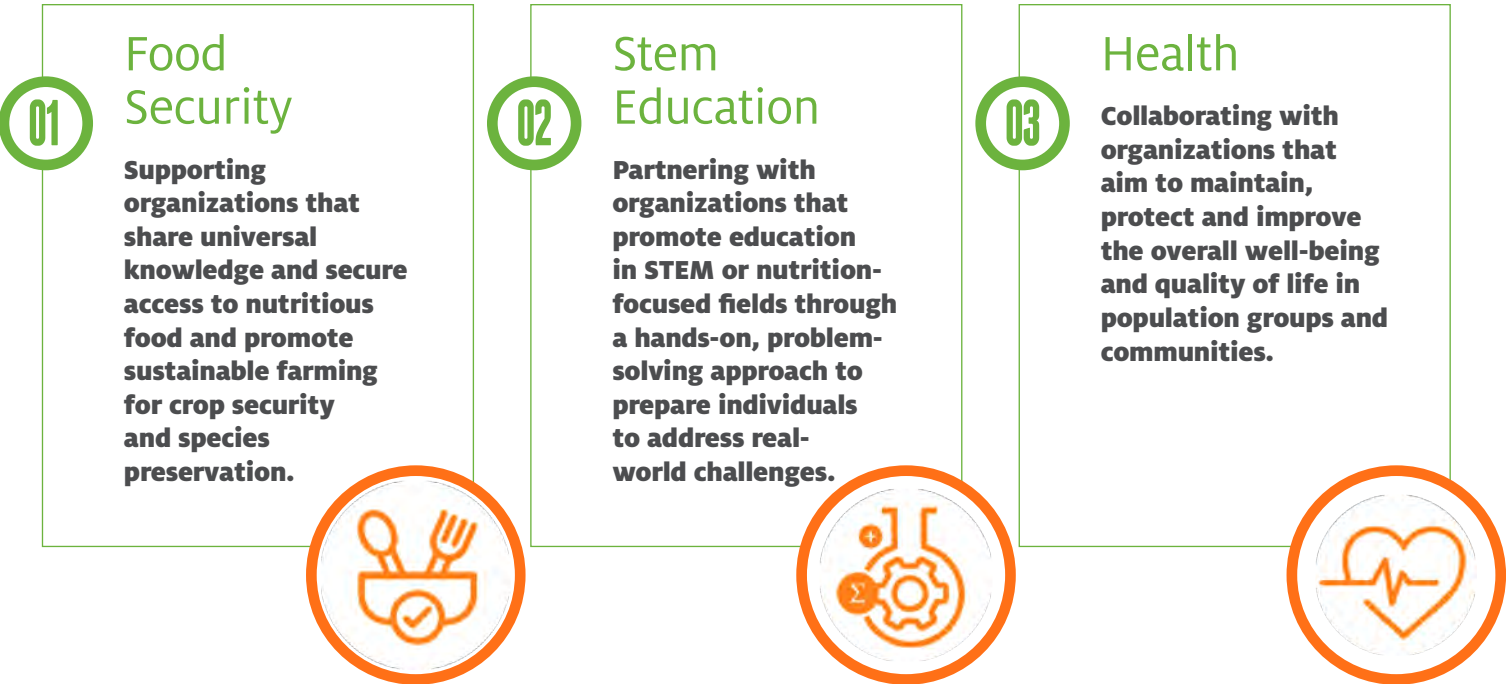 01
Food
Security
Supporting
organizations that
share universal
knowledge and secure
access to nutritious
food and promote
sustainable farming
for crop security
and species
preservation.
02
Stem
Education
Partnering with
organizations that
promote education
in STEM or nutrition-
focused fields through
a hands-on, problem-
solving approach to
prepare individuals
to address real-
world challenges.
Σ
03
Health
Collaborating with
organizations that
aim to maintain,
protect and improve
the overall well-being
and quality of life in
population groups and
communities.